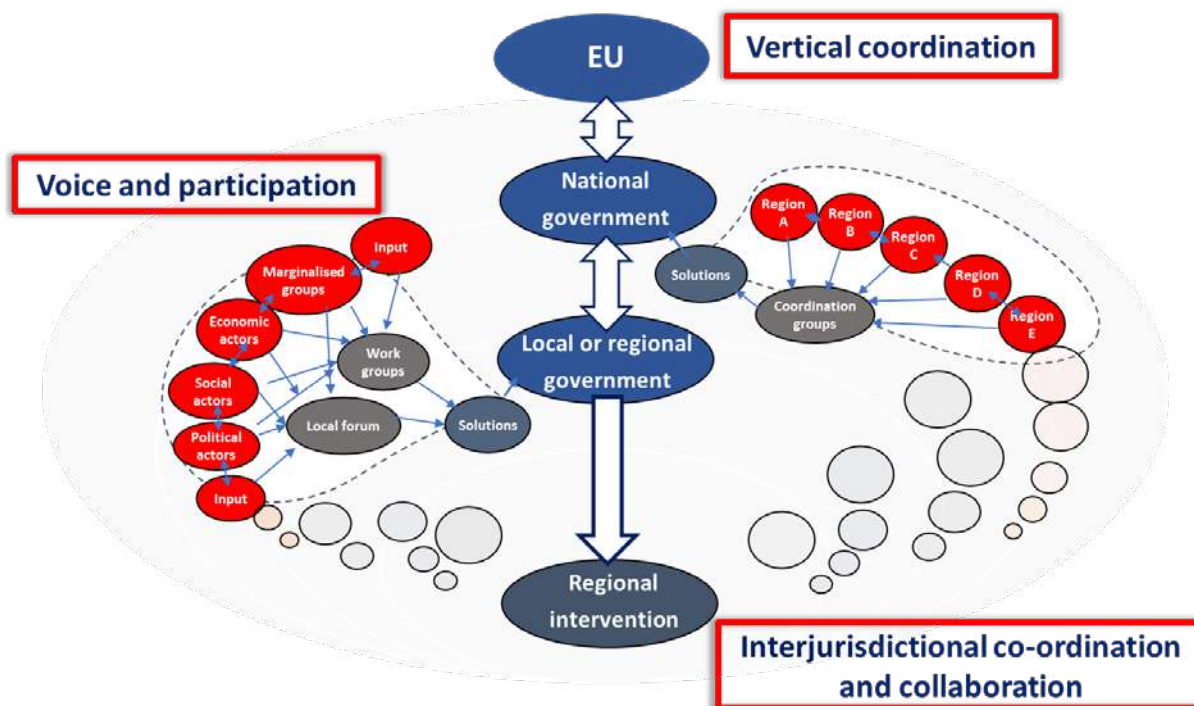 EU
Vertical coordination
Voice and participation
National
government
Input
Marginalised
groups
Economic
actors
Social
actors
Political
actors
Input
Work
groups
Local forum
Solutions
Local or regional
government
Solutions
Region
A
Region
B
Region
C
Region
D
Region
E
Coordination
groups
Regional
intervention
Interjurisdictional co-ordination
and collaboration